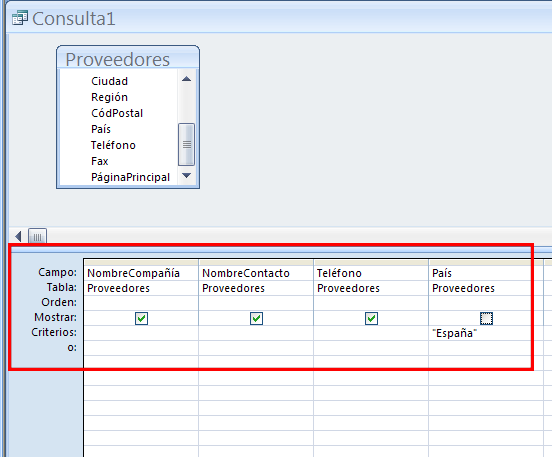 Consulta1
Proveedores
Ciudad
Región
CódPostal
País
Teléfono
Fax
PáginaPrincipal
Campo: NombreCompañía NombreContacto Teléfono País
Tabla: Proveedores Proveedores Proveedores Proveedores
Orden:
Mostrar:
Criterios: "España"
o: